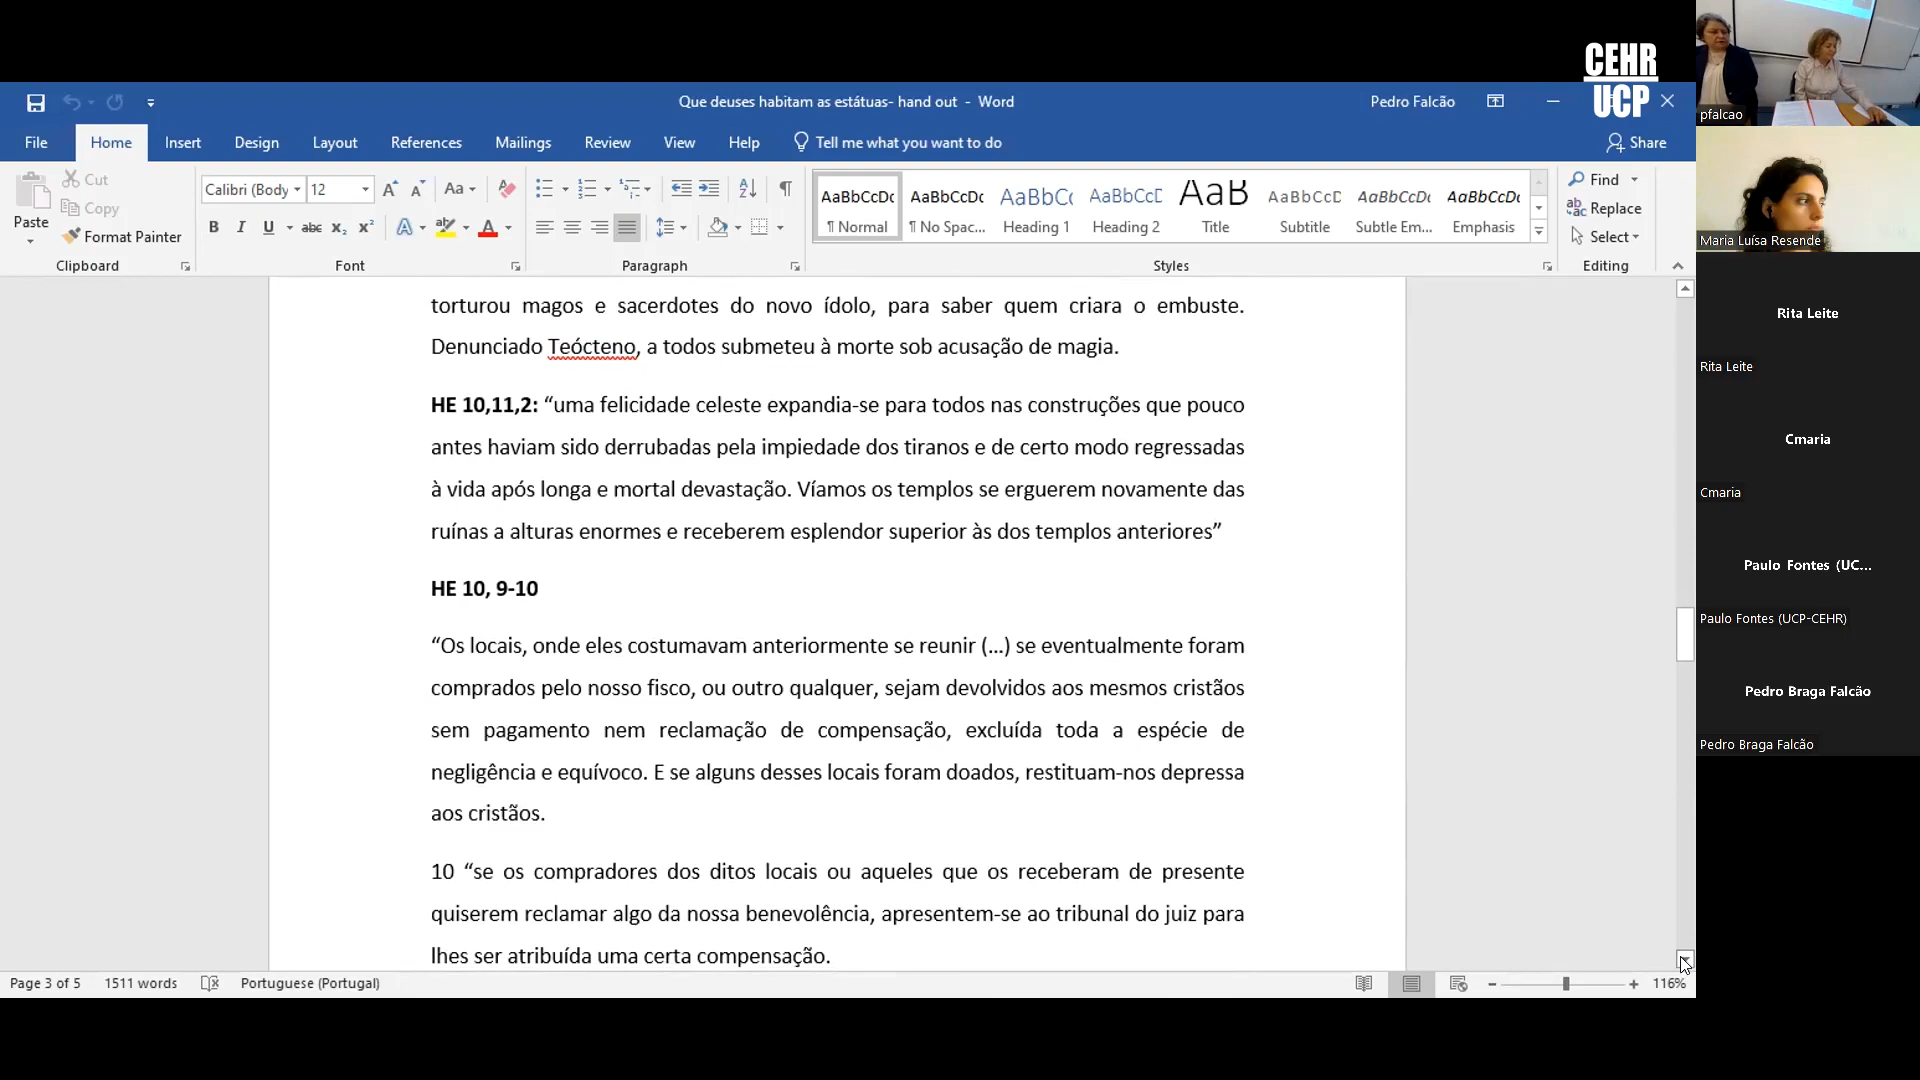 CEHR
UCP
Que deuses habitam as estátuas- hand out - Word
Pedro Falcão
File Home Insert Design Layout References Mailings Review View Help Tell me what you want to do Share
Paste
Cut
Copy
Format Painter
Clipboard
Calibri (Body 12
Aa
B I U abc x₂ x²
A A
Font
Paragraph
AaBbCcDc AaBbCcDc AaBbCc AaBbCcD AaB AaBbCcD AaBbCcDc AaBbCcDc
¶ Normal ¶ No Spac... Heading 1 Heading 2 Title Subtitle Subtle Em... Emphasis
Styles
Find
Replace
Select
Editing
torturou magos e sacerdotes do novo ídolo, para saber quem criara o embuste.
Denunciado Teócteno, a todos submeteu à morte sob acusação de magia.
HE 10,11,2: “uma felicidade celeste expandia-se para todos nas construções que pouco
antes haviam sido derrubadas pela impiedade dos tiranos e de certo modo regressadas
à vida após longa e mortal devastação. Víamos os templos se erguerem novamente das
ruínas a alturas enormes e receberem esplendor superior às dos templos anteriores”
HE 10, 9-10
“Os locais, onde eles costumavam anteriormente se reunir (...) se eventualmente foram
comprados pelo nosso fisco, ou outro qualquer, sejam devolvidos aos mesmos cristãos
sem pagamento nem reclamação de compensação, excluída toda a espécie de
negligência e equívoco. E se alguns desses locais foram doados, restituam-nos depressa
aos cristãos.
10 “se os compradores dos ditos locais ou aqueles que os receberam de presente
quiserem reclamar algo da nossa benevolência, apresentem-se ao tribunal do juiz para
lhes ser atribuída uma certa compensação.
Page 3 of 5 1511 words Portuguese (Portugal) 116%
pfalcao
Maria Luísa Resende
Rita Leite
Rita Leite
Cmaria
Cmaria
Paulo Fontes (UC...
Paulo Fontes (UCP-CEHR)
Pedro Braga Falcão
Pedro Braga Falcão